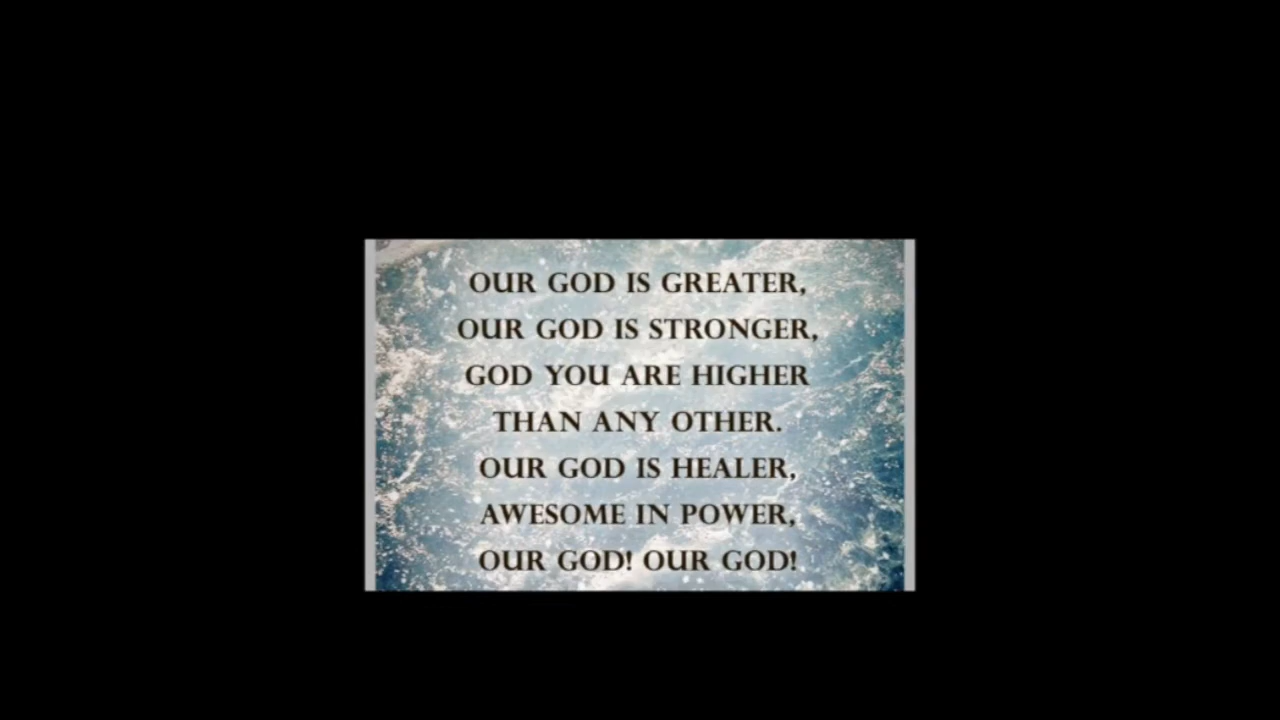 OUR GOD IS GREATER,
OUR GOD IS STRONGER,
GOD YOU ARE HIGHER
THAN ANY OTHER.
OUR GOD IS HEALER,
AWESOME IN POWER,
OUR GOD! OUR GOD!